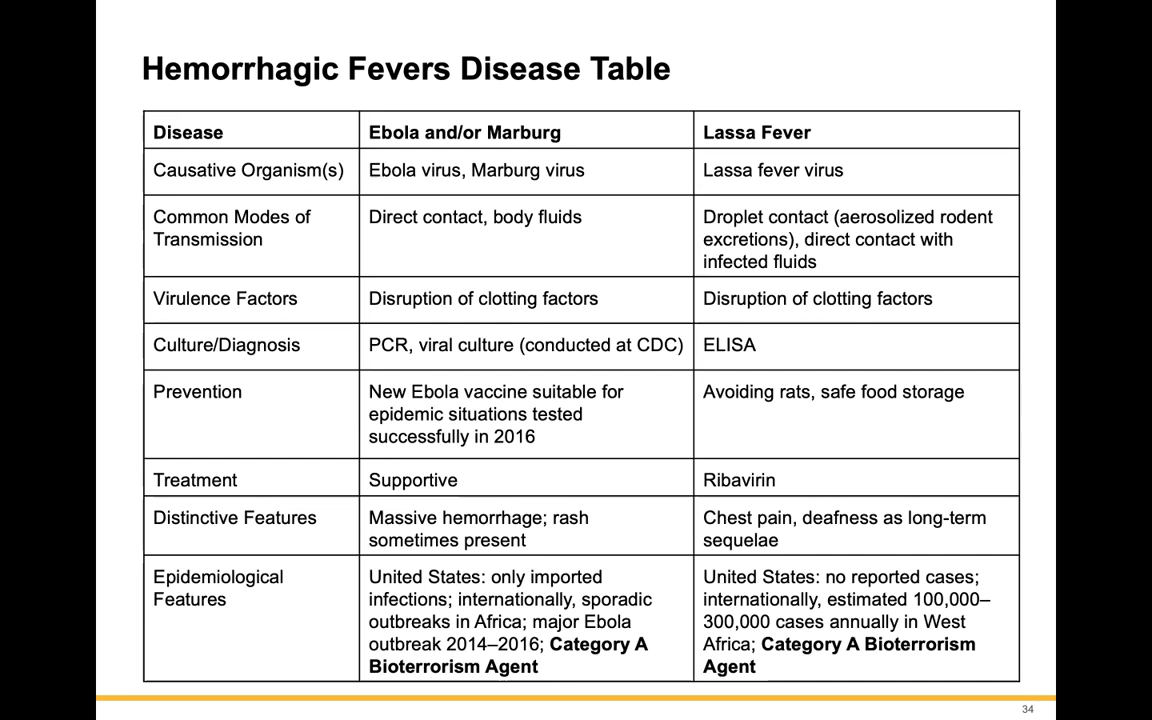 Hemorrhagic Fevers Disease Table
Disease
Ebola and/or Marburg
Lassa Fever
Causative Organism(s)
Ebola virus, Marburg virus
Lassa fever virus
Common Modes of
Transmission
Direct contact, body fluids
Droplet contact (aerosolized rodent
excretions), direct contact with
infected fluids
Virulence Factors
Disruption of clotting factors
Disruption of clotting factors
Culture/Diagnosis
PCR, viral culture (conducted at CDC)
ELISA
Prevention
New Ebola vaccine suitable for
epidemic situations tested
successfully in 2016
Avoiding rats, safe food storage
Treatment
Supportive
Ribavirin
Distinctive Features
Massive hemorrhage; rash
sometimes present
Chest pain, deafness as long-term
sequelae
Epidemiological
Features
United States: only imported
infections; internationally, sporadic
outbreaks in Africa; major Ebola
outbreak 2014–2016; Category A
Bioterrorism Agent
United States: no reported cases;
internationally, estimated 100,000–
300,000 cases annually in West
Africa; Category A Bioterrorism
Agent
34